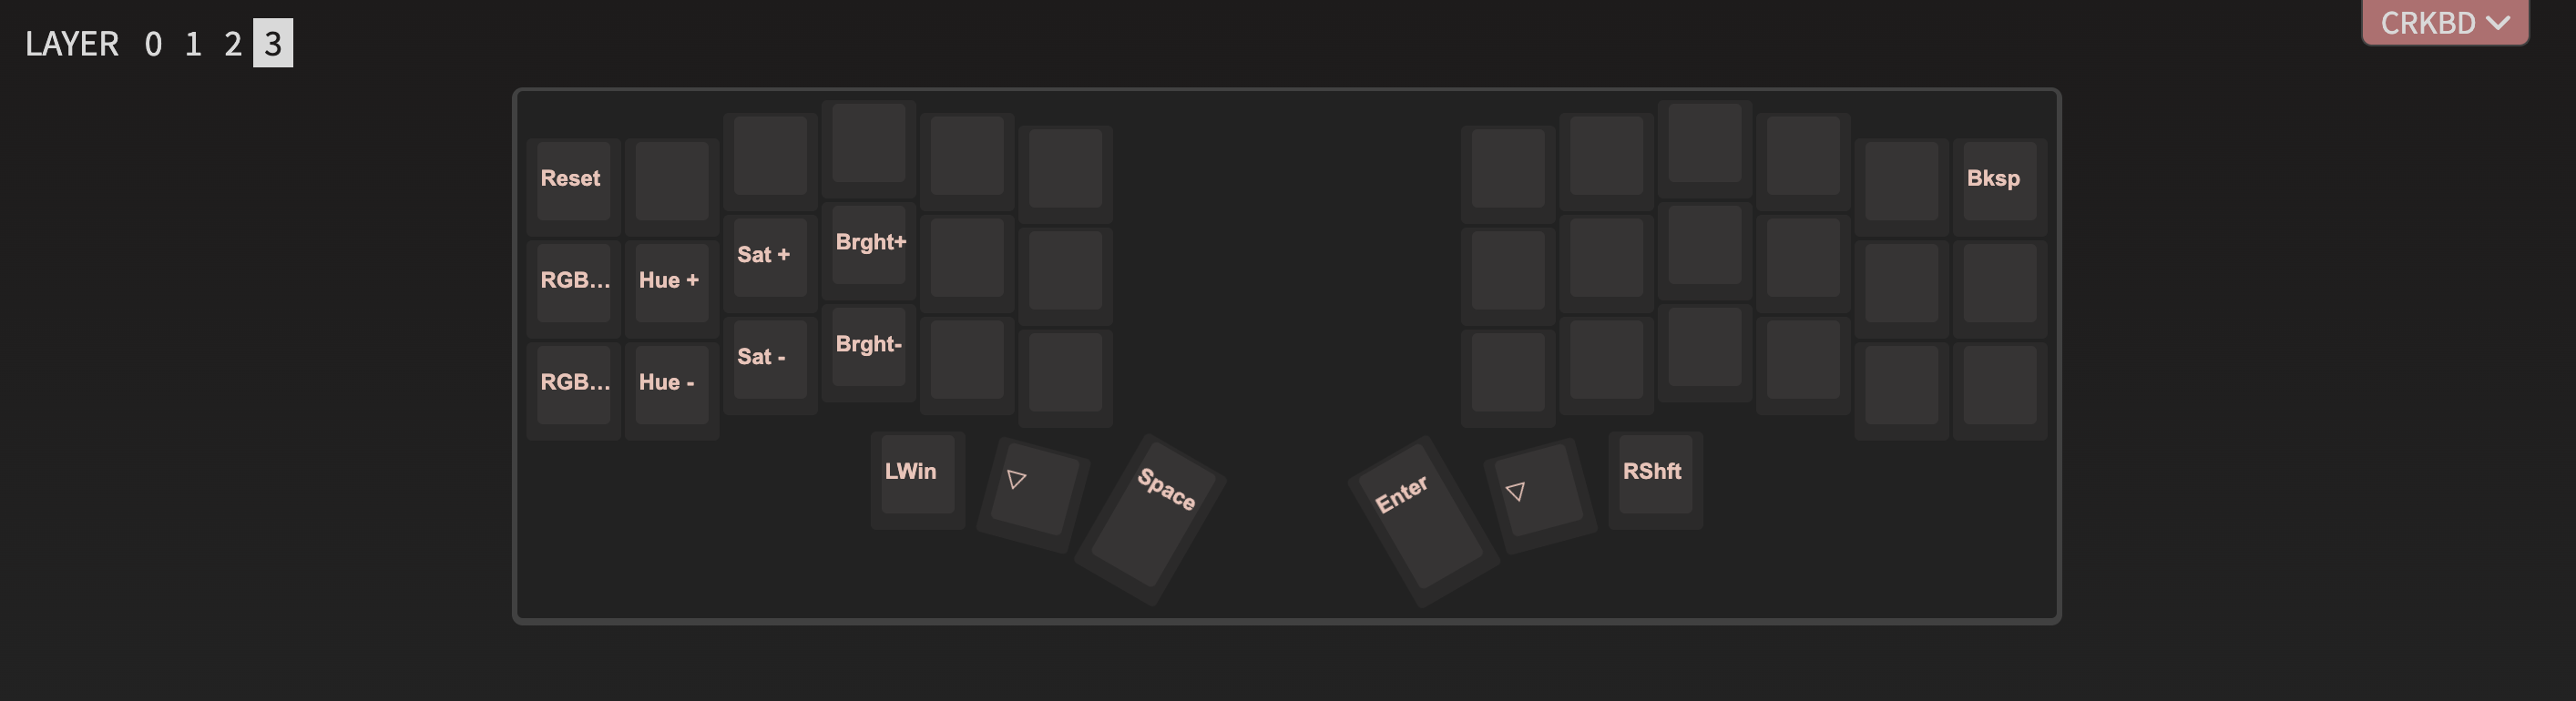 LAYER 0 1 2 3
CRKBD
Reset
Bksp
RGB...
Hue +
Sat +
Brght+
RGB...
Hue -
Sat -
Brght-
LWin
▽
Space
Enter
▽
RShft